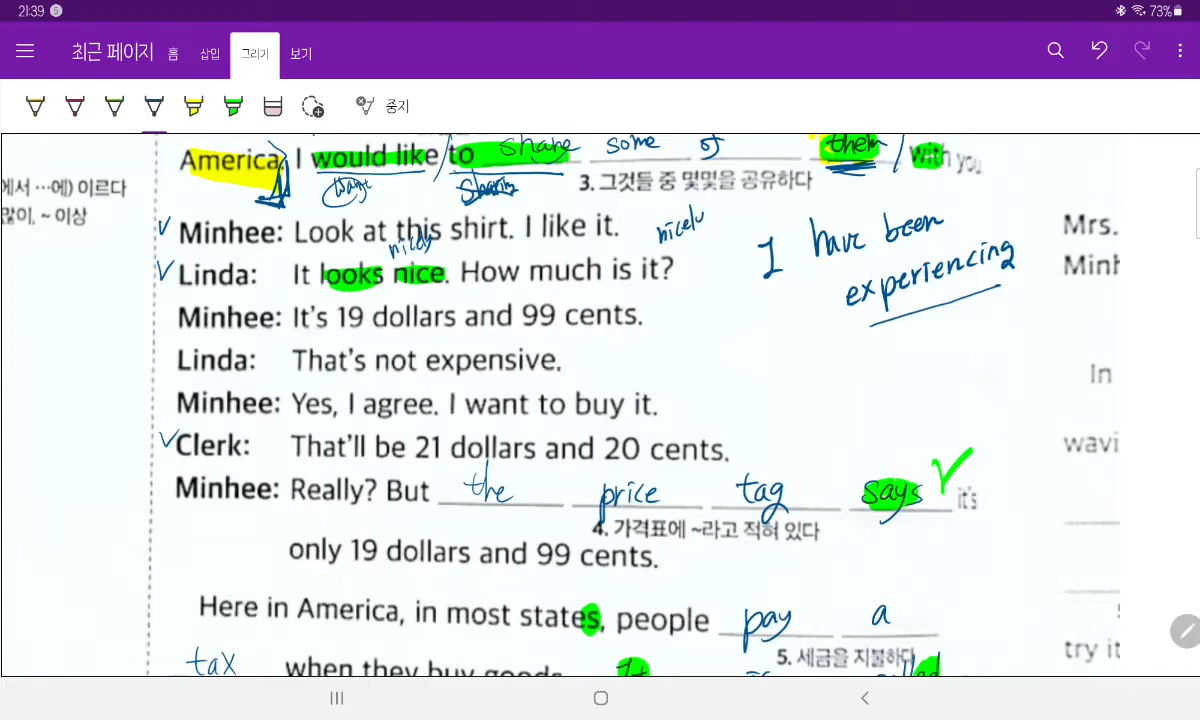 21:39 73%
최근 페이지 홈 삽입 그리기 보기
중지
America. I would like / to share some of them / with you
want sharing 3. 그것들 중 몇몇을 공유하다
에서 …에) 이르다
많이, ~ 이상
Minhee: Look at this shirt. I like it.
nicely nicely I have been
Linda: It looks nice. How much is it? experiencing
Minhee: It's 19 dollars and 99 cents.
Linda: That's not expensive.
Minhee: Yes, I agree. I want to buy it.
Clerk: That'll be 21 dollars and 20 cents.
Minhee: Really? But the price tag says it's
4. 가격표에 ~라고 적혀 있다
only 19 dollars and 99 cents.
Here in America, in most states, people pay a
5. 세금을 지불하다
tax when they buy goods. It is called
Mrs.
Minh
In
wavi
try it